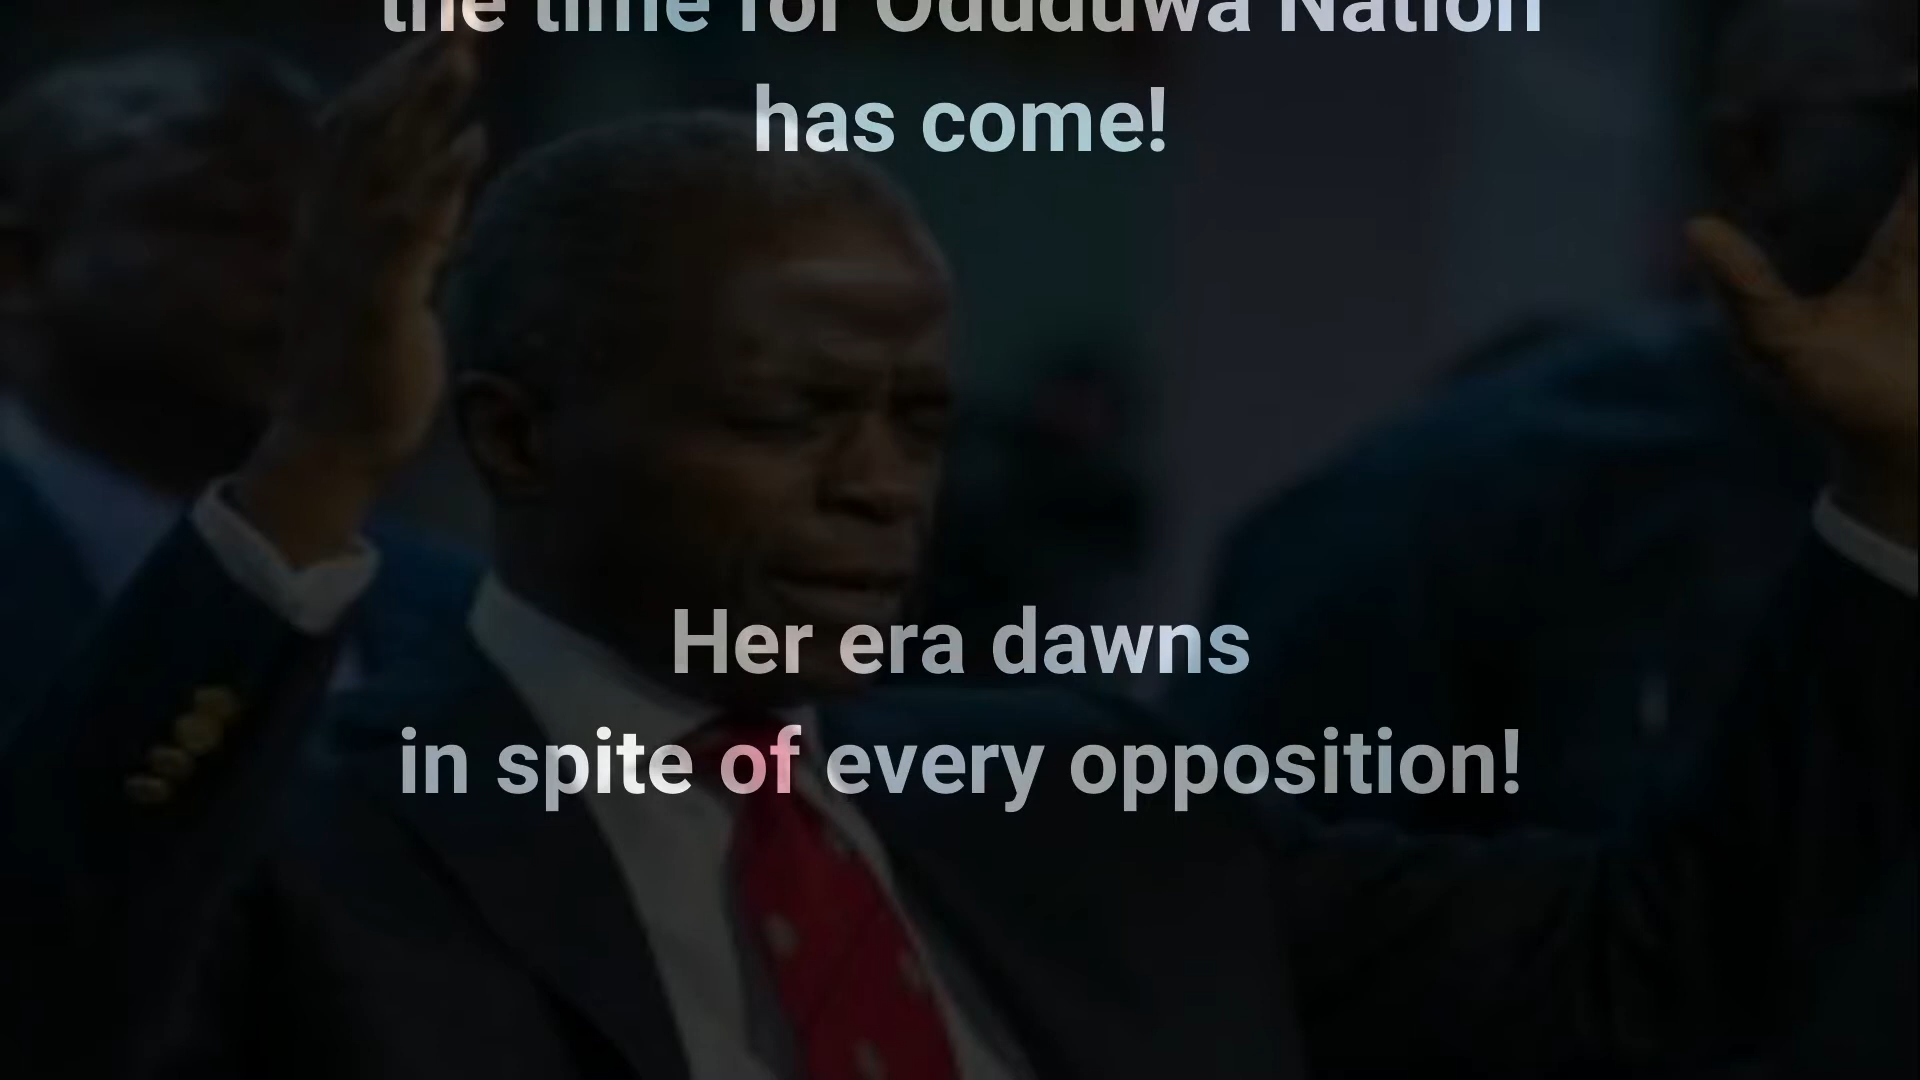 the time for Oduduwa Nation
has come!
Her era dawns
in spite of every opposition!